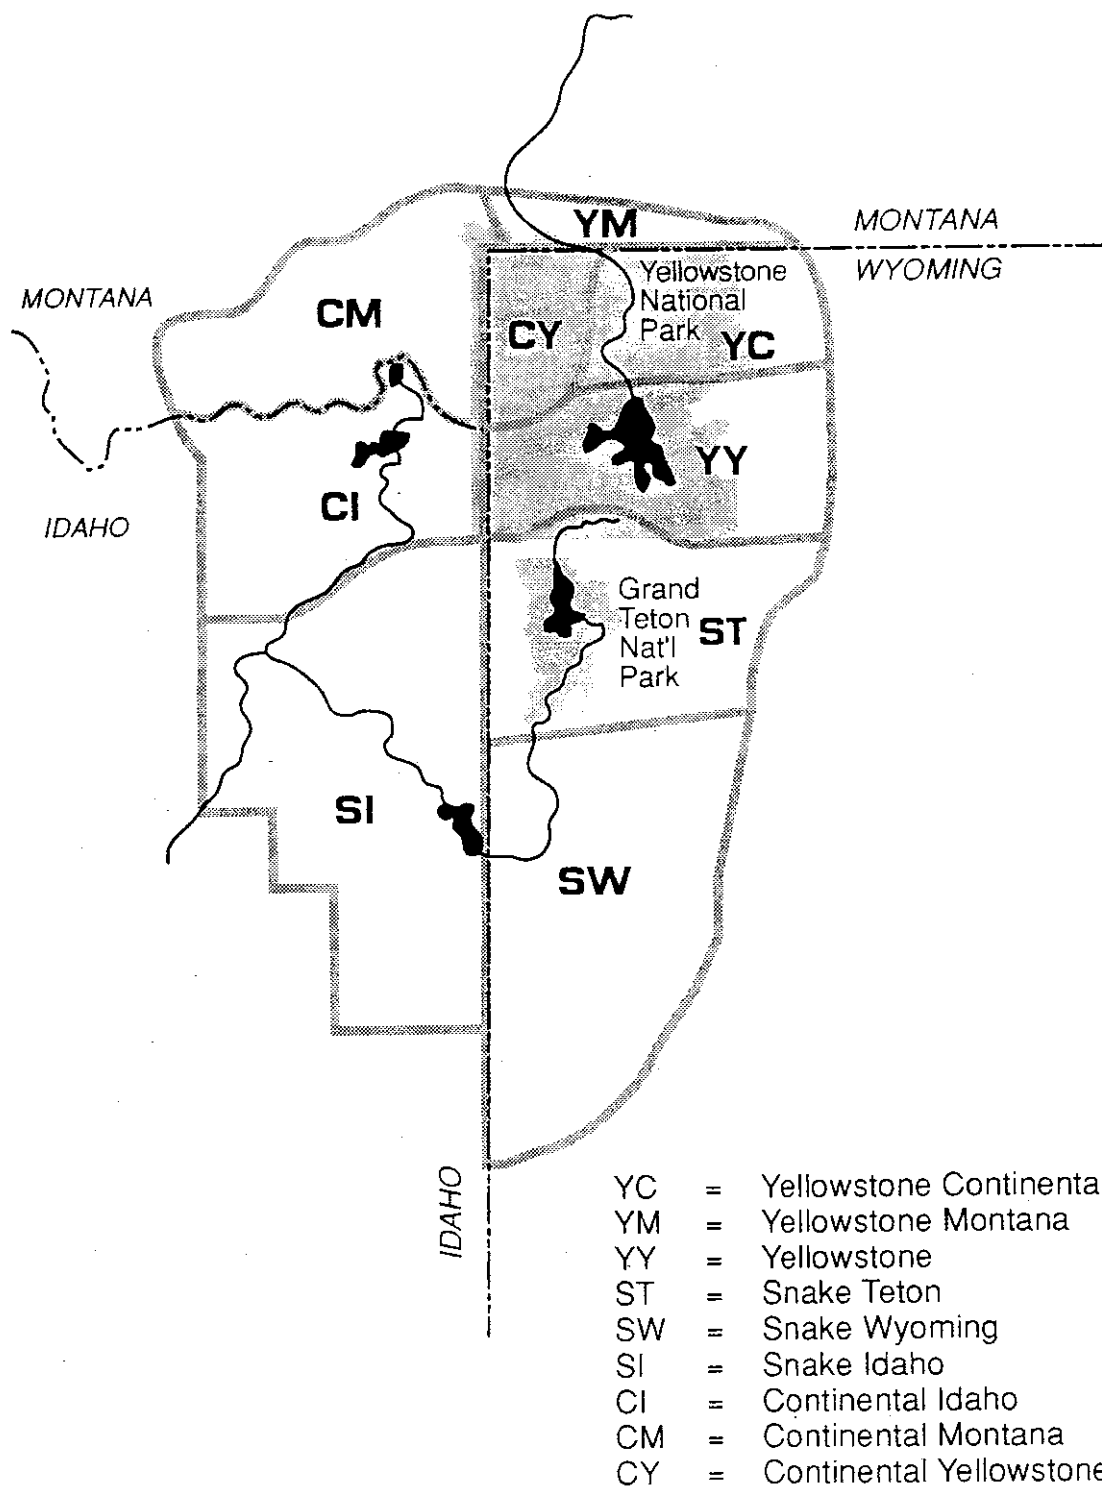 YM
MONTANA
WYOMING
MONTANA
Yellowstone
National
Park
CM
CY
YC
YY
CI
IDAHO
Grand
Teton
Nat'l
Park
ST
SI
SW
IDAHO
YC = Yellowstone Continenta
YM = Yellowstone Montana
YY = Yellowstone
ST = Snake Teton
SW = Snake Wyoming
SI = Snake Idaho
CI = Continental Idaho
CM = Continental Montana
CY = Continental Yellowstone